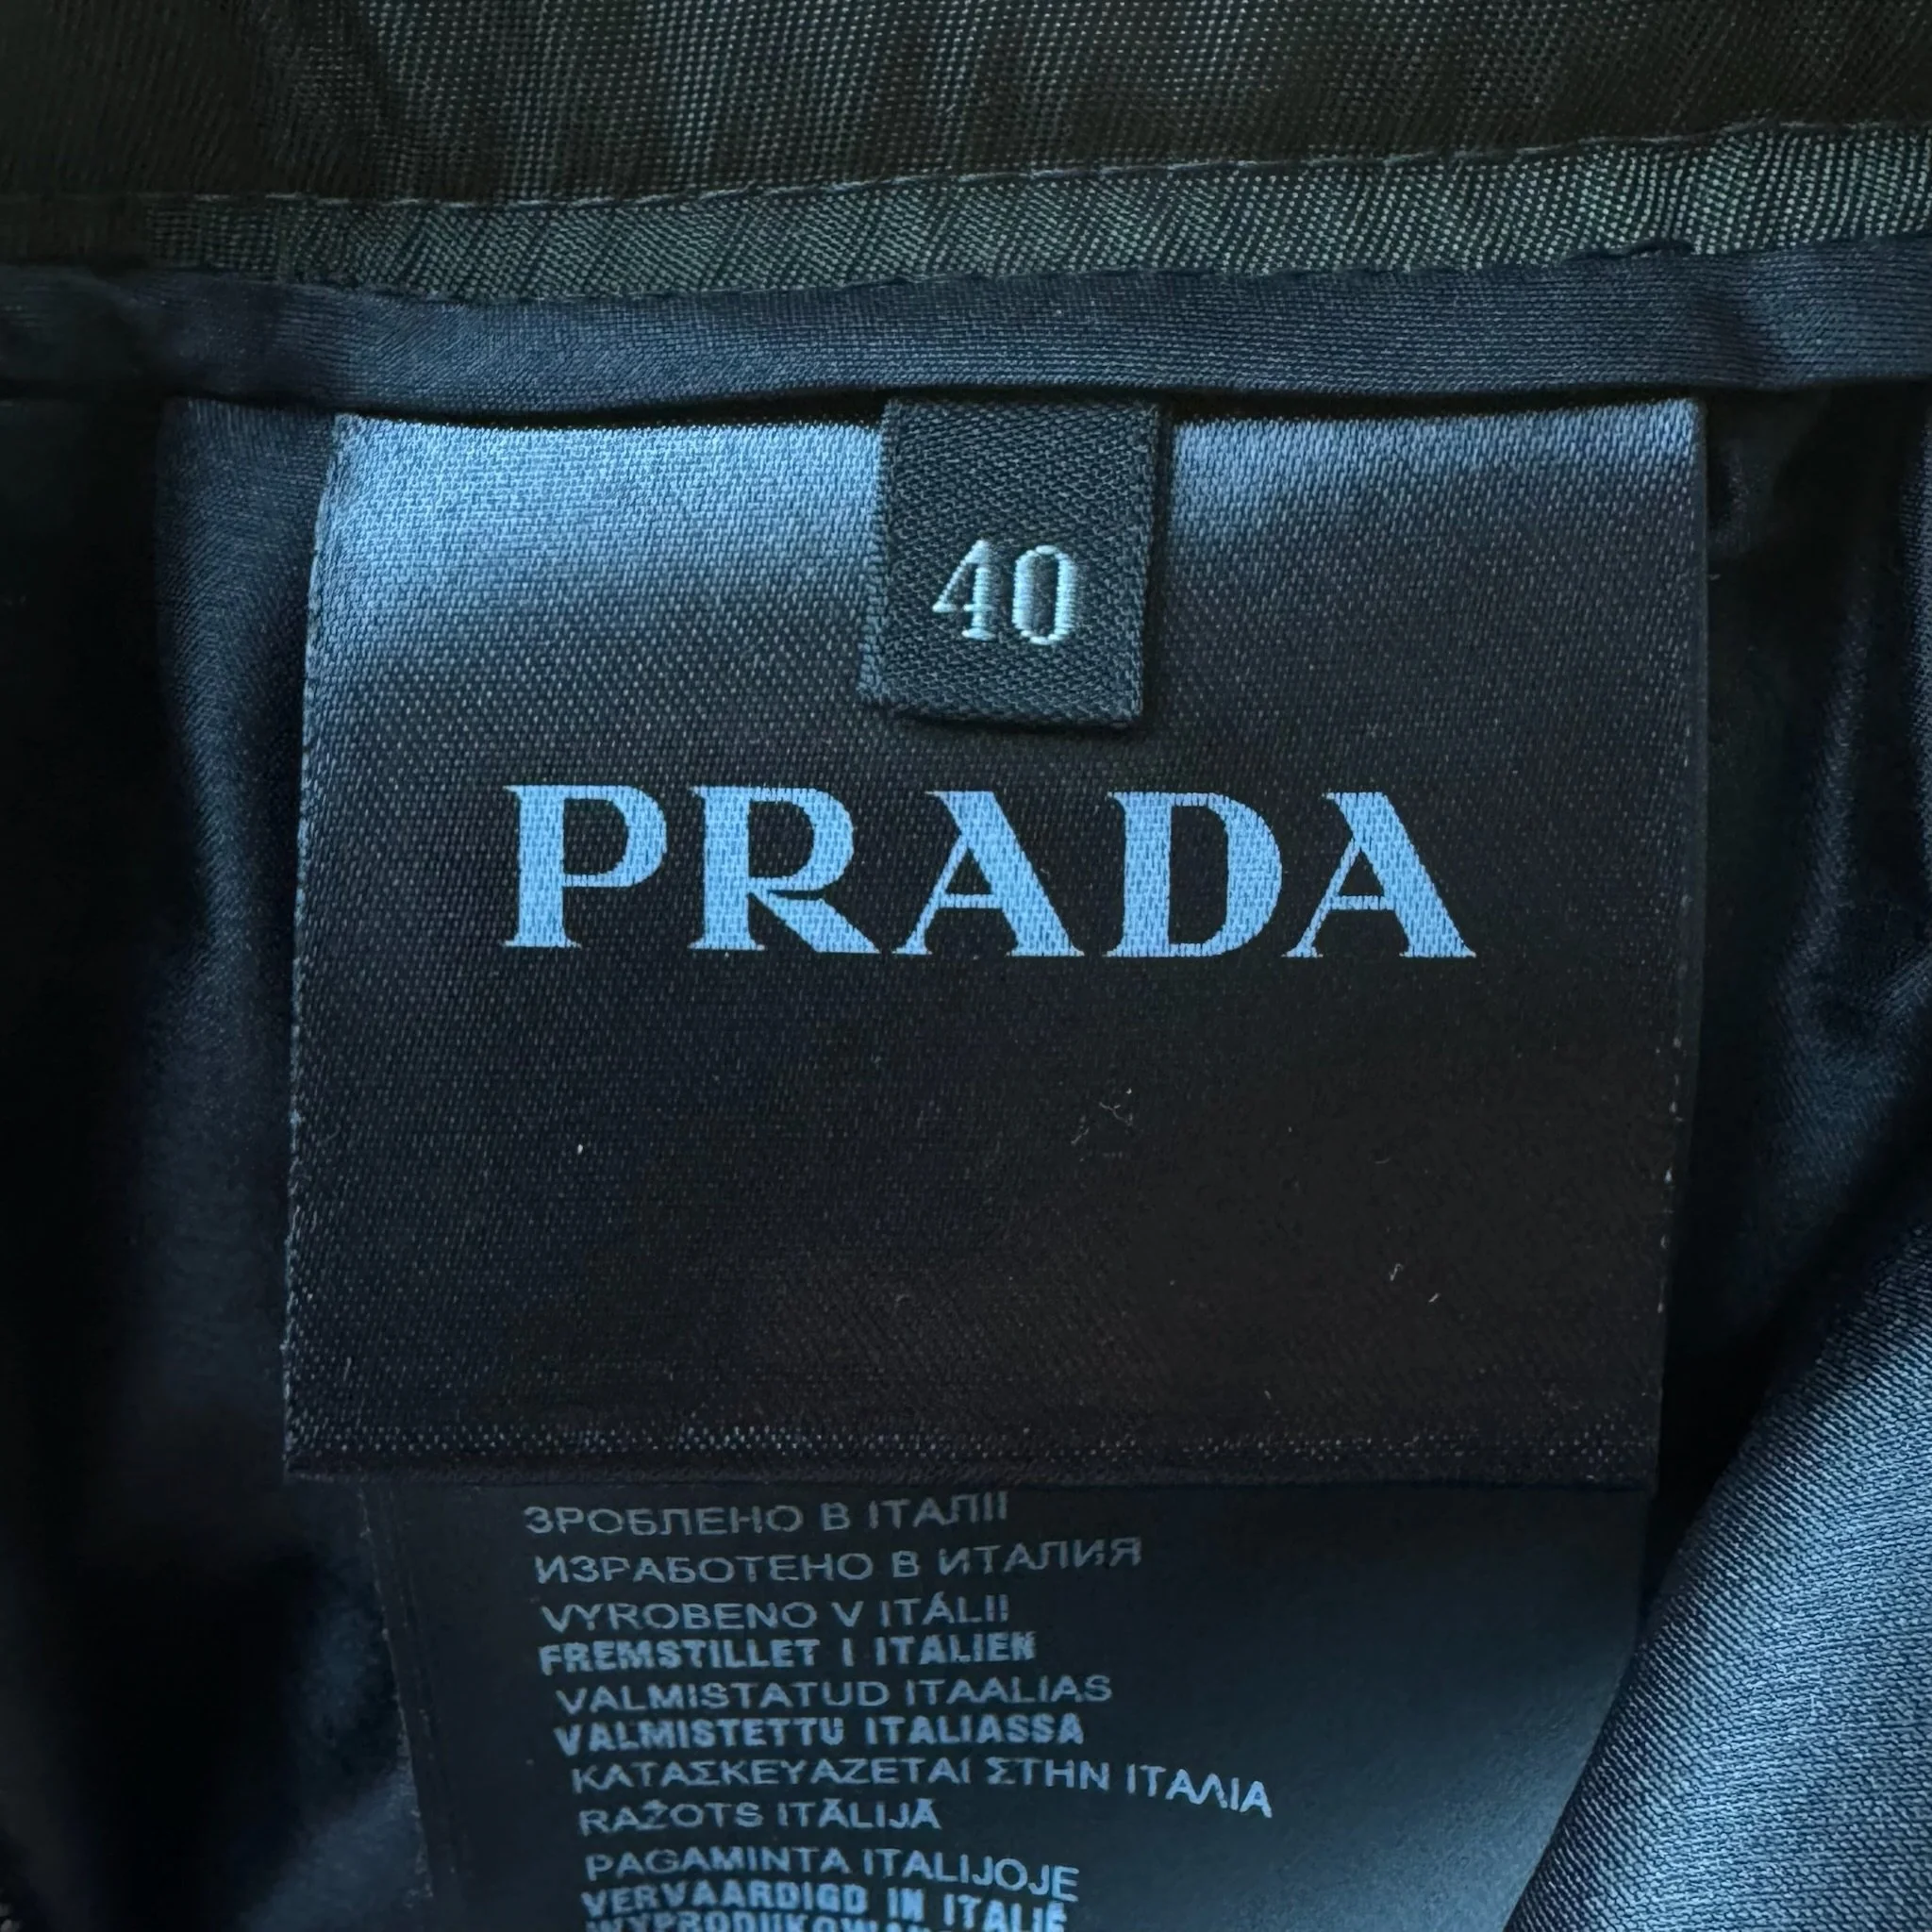 40
PRADA
ЗРОБЛЕНО В ІТАЛІЇ
ИЗРАБОТЕНО В ИТАЛИЯ
VYROBENO V ITÁLII
FREMSTILLET I ITALIEN
VALMISTATUD ITAALIAS
VALMISTETTU ITALIASSA
ΚΑΤΑΣΚΕΥΑΖΕΤΑΙ ΣΤΗΝ ΙΤΑΛΙΑ
RAŽOTS ITĀLIJĀ
PAGAMINTA ITALIJOJE
VERVAARDIGD IN ITALIË